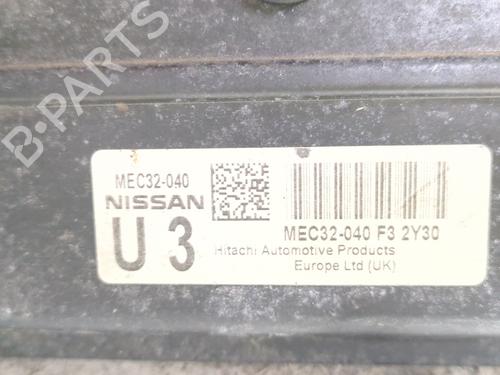 MEC32-040
NISSAN
U 3
MEC32-040 F3 2Y30
Hitachi Automotive Products
Europe Ltd (UK)
B-PARTS